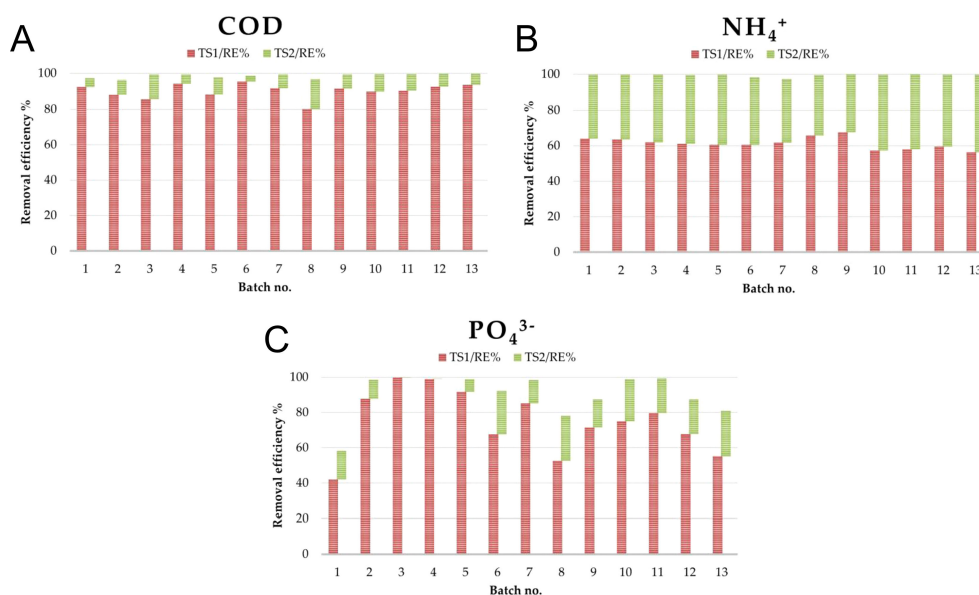 A
COD
TS1/RE% TS2/RE%
Removal efficiency %
100
80
60
40
20
0
1 2 3 4 5 6 7 8 9 10 11 12 13
Batch no.
B
NH₄⁺
TS1/RE% TS2/RE%
Removal efficiency %
100
80
60
40
20
0
1 2 3 4 5 6 7 8 9 10 11 12 13
Batch no.
C
PO₄³⁻
TS1/RE% TS2/RE%
Removal efficiency %
100
80
60
40
20
0
1 2 3 4 5 6 7 8 9 10 11 12 13
Batch no.